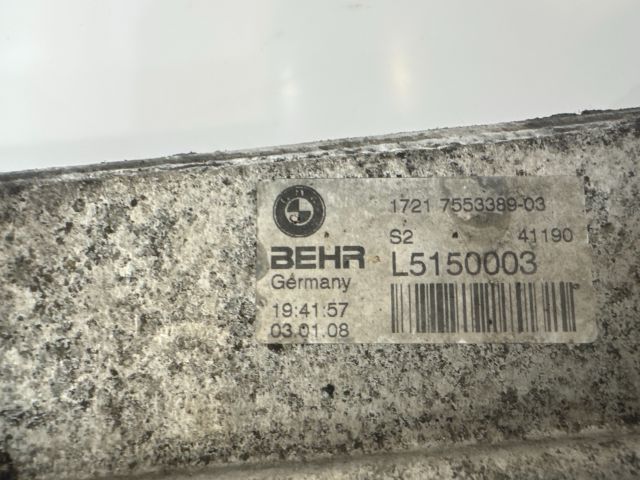 1721 7553389-03
S2 41190
BEHR L5150003
Germany
19:41:57
03.01.08